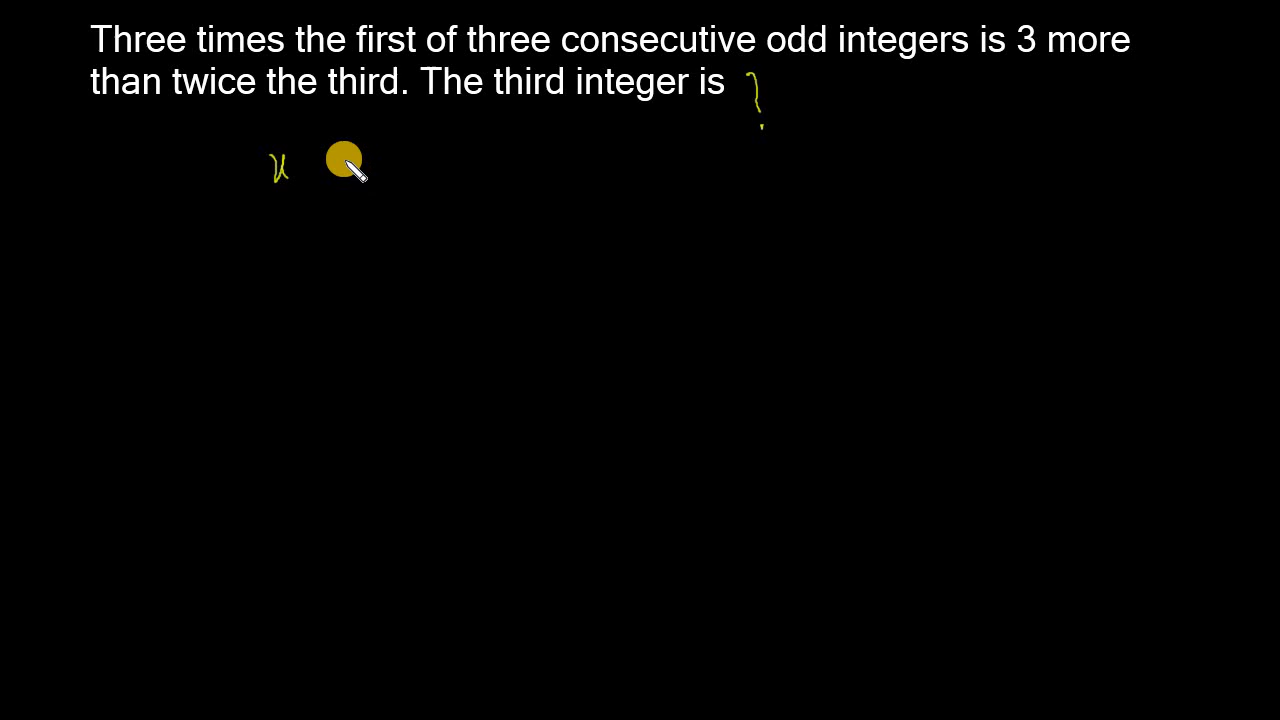 Three times the first of three consecutive odd integers is 3 more
than twice the third. The third integer is ?
x